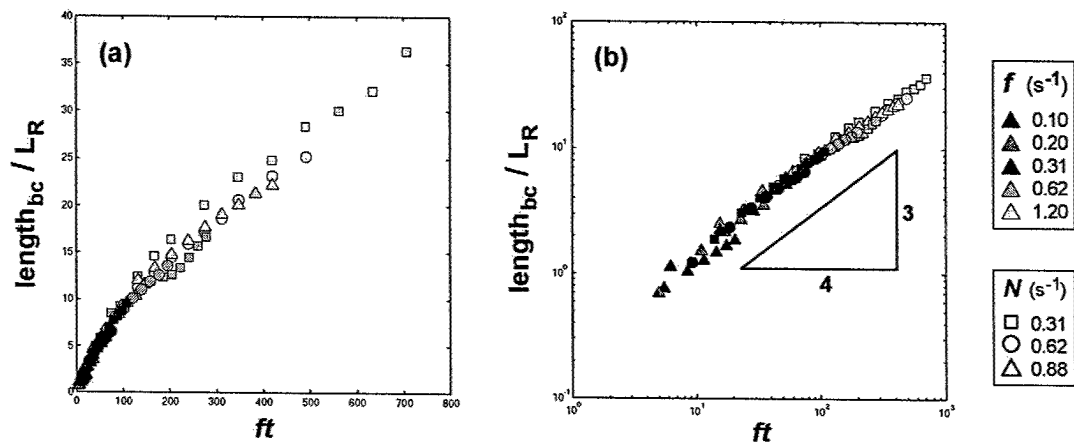 (a)
length_bc / L_R
40
35
30
25
20
15
10
5
0
0 100 200 300 400 500 600 700 800
ft
(b)
length_bc / L_R
10^2
10^1
10^0
10^-1
10^0 10^1 10^2 10^3
ft
3
4
f (s^-1)
0.10
0.20
0.31
0.62
1.20
N (s^-1)
0.31
0.62
0.88